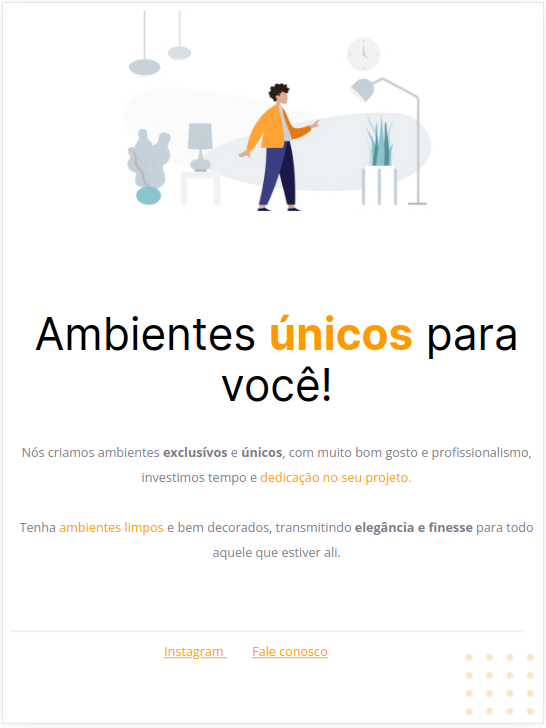 Ambientes únicos para
você!
Nós criamos ambientes exclusívos e únicos, com muito bom gosto e profissionalismo,
investimos tempo e dedicação no seu projeto.
Tenha ambientes limpos e bem decorados, transmitindo elegância e finesse para todo
aquele que estiver ali.
Instagram Fale conosco